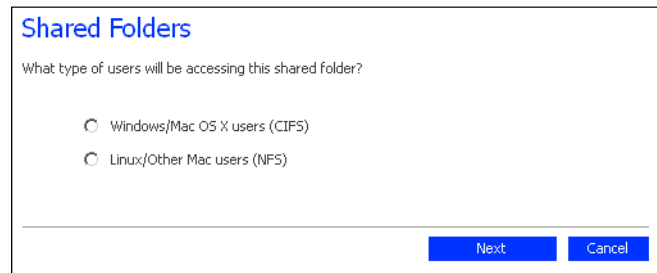 Shared Folders
What type of users will be accessing this shared folder?
Windows/Mac OS X users (CIFS)
Linux/Other Mac users (NFS)
Next Cancel